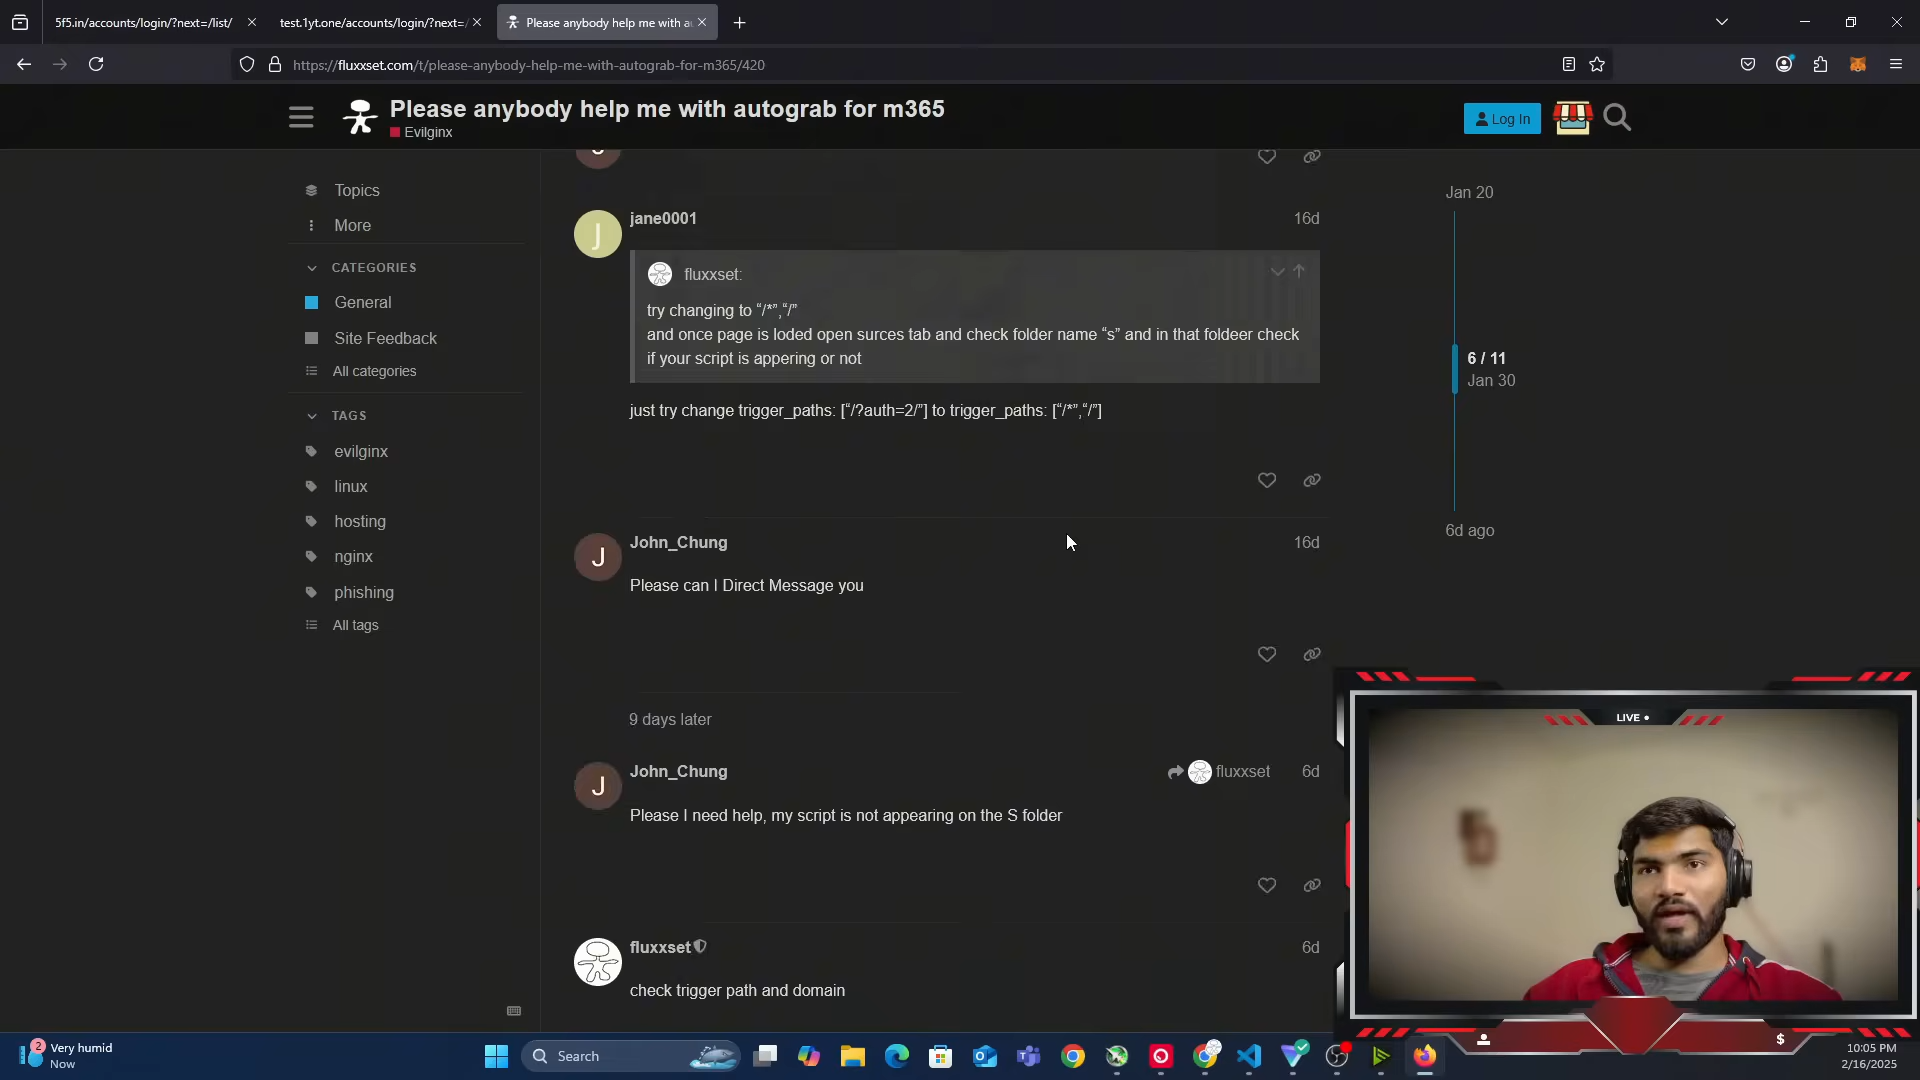 5f5.in/accounts/login/?next=/list/
test.1yt.one/accounts/login/?next=/
Please anybody help me with au
https://fluxxset.com/t/please-anybody-help-me-with-autograb-for-m365/420
Please anybody help me with autograb for m365
Evilginx
Log In
Topics
More
CATEGORIES
General
Site Feedback
All categories
TAGS
evilginx
linux
hosting
nginx
phishing
All tags
J
jane0001
16d
fluxxset:
try changing to “/*”,“/”
and once page is loded open surces tab and check folder name “s” and in that foldeer check
if your script is appering or not
just try change trigger_paths: [“/?auth=2/”] to trigger_paths: [“/*”,“/”]
J
John_Chung
16d
Please can I Direct Message you
9 days later
J
John_Chung
fluxxset
6d
Please I need help, my script is not appearing on the S folder
fluxxset
6d
check trigger path and domain
Jan 20
6 / 11
Jan 30
6d ago
LIVE
$
2
Very humid
Now
Search
10:05 PM
2/16/2025